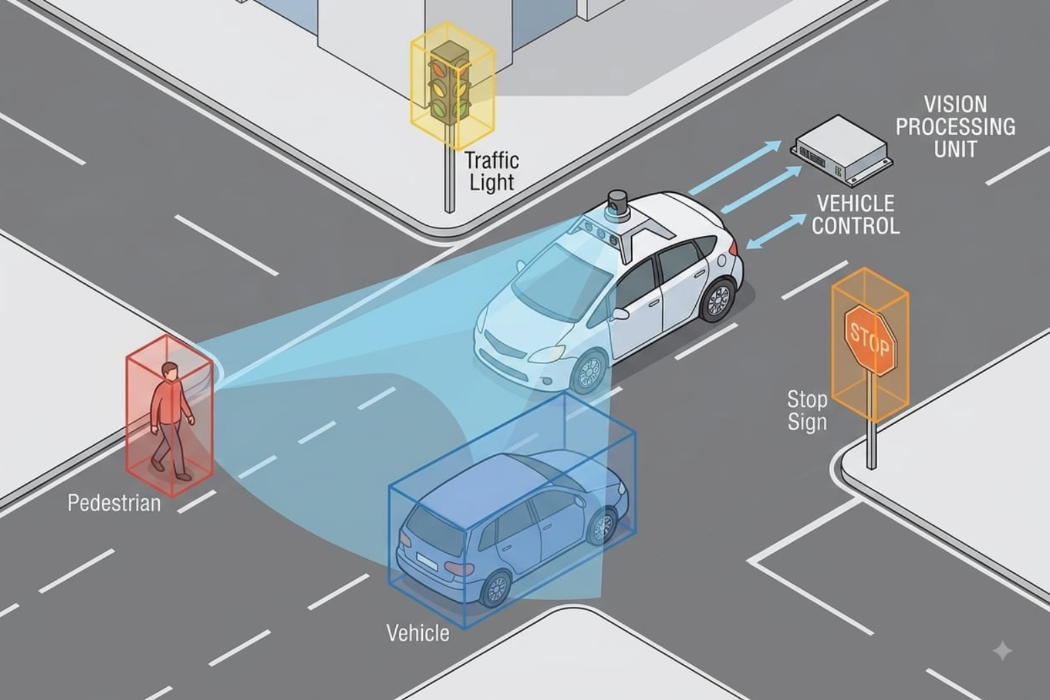 VISION
PROCESSING
UNIT
Traffic
Light
VEHICLE
CONTROL
STOP
Stop
Sign
Pedestrian
Vehicle